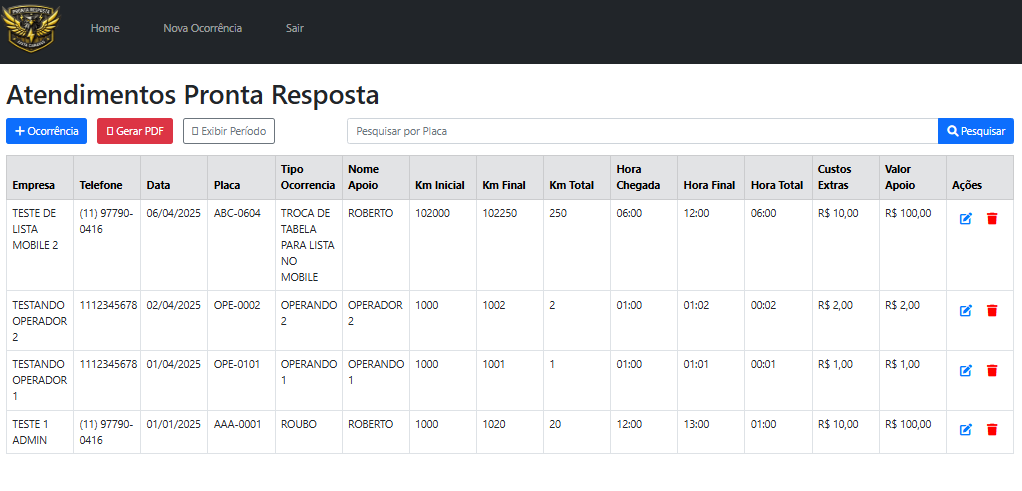 PRONTA RESPOSTA
Home Nova Ocorrência Sair
Atendimentos Pronta Resposta
+ Ocorrência Gerar PDF Exibir Período Pesquisar por Placa Pesquisar
Empresa Telefone Data Placa Tipo Ocorrencia Nome Apoio Km Inicial Km Final Km Total Hora Chegada Hora Final Hora Total Custos Extras Valor Apoio Ações
TESTE DE LISTA MOBILE 2 (11) 97790-0416 06/04/2025 ABC-0604 TROCA DE TABELA PARA LISTA NO MOBILE ROBERTO 102000 102250 250 06:00 12:00 06:00 R$ 10,00 R$ 100,00
TESTANDO OPERADOR 2 1112345678 02/04/2025 OPE-0002 OPERANDO 2 OPERADOR 2 1000 1002 2 01:00 01:02 00:02 R$ 2,00 R$ 2,00
TESTANDO OPERADOR 1 1112345678 01/04/2025 OPE-0101 OPERANDO 1 OPERANDO 1 1000 1001 1 01:00 01:01 00:01 R$ 1,00 R$ 1,00
TESTE 1 ADMIN (11) 97790-0416 01/01/2025 AAA-0001 ROUBO ROBERTO 1000 1020 20 12:00 13:00 01:00 R$ 10,00 R$ 100,00